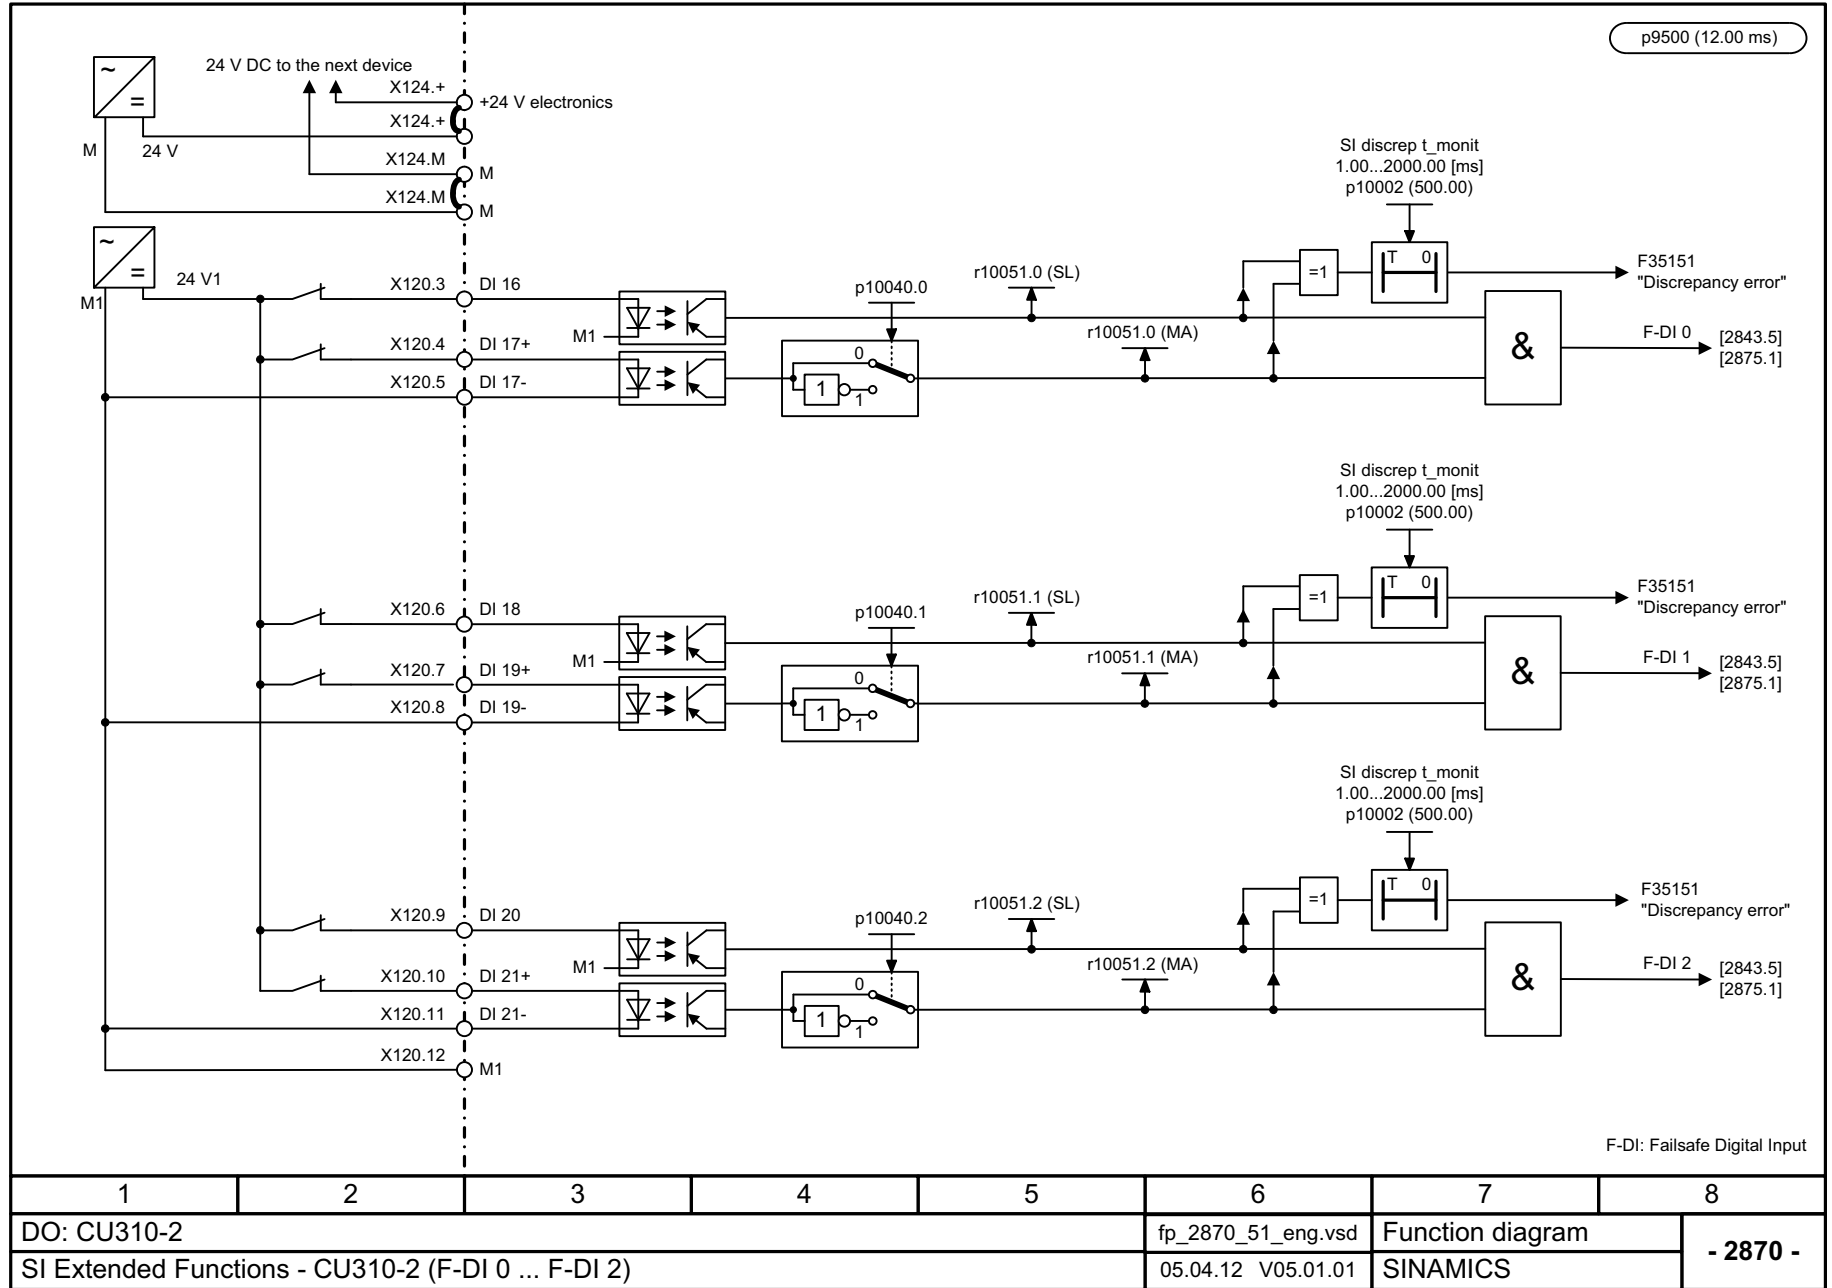 p9500 (12.00 ms)
~
=
24 V DC to the next device
X124.+
+24 V electronics
X124.+
M
24 V
X124.M
M
X124.M
M
~
=
24 V1
M1
SI discrep t_monit
1.00...2000.00 [ms]
p10002 (500.00)
X120.3
DI 16
M1
p10040.0
r10051.0 (SL)
=1
T 0
F35151
"Discrepancy error"
X120.4
DI 17+
r10051.0 (MA)
&
F-DI 0
[2843.5]
[2875.1]
X120.5
DI 17-
0
1
1
SI discrep t_monit
1.00...2000.00 [ms]
p10002 (500.00)
X120.6
DI 18
M1
p10040.1
r10051.1 (SL)
=1
T 0
F35151
"Discrepancy error"
X120.7
DI 19+
r10051.1 (MA)
&
F-DI 1
[2843.5]
[2875.1]
X120.8
DI 19-
0
1
1
SI discrep t_monit
1.00...2000.00 [ms]
p10002 (500.00)
X120.9
DI 20
M1
p10040.2
r10051.2 (SL)
=1
T 0
F35151
"Discrepancy error"
X120.10
DI 21+
r10051.2 (MA)
&
F-DI 2
[2843.5]
[2875.1]
X120.11
DI 21-
0
1
1
X120.12
M1
F-DI: Failsafe Digital Input
1 2 3 4 5 6 7 8
DO: CU310-2
fp_2870_51_eng.vsd
Function diagram
- 2870 -
SI Extended Functions - CU310-2 (F-DI 0 ... F-DI 2)
05.04.12 V05.01.01
SINAMICS